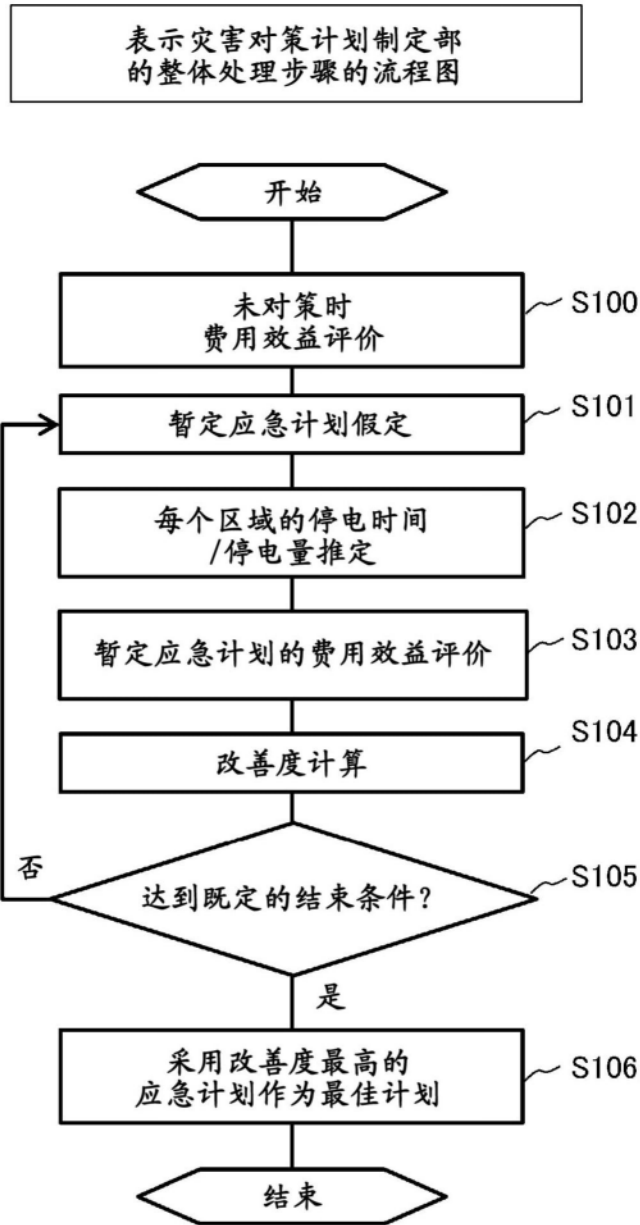 表示灾害对策计划制定部
的整体处理步骤的流程图
开始
未对策时
费用效益评价
S100
暂定应急计划假定
S101
每个区域的停电时间
/停电量推定
S102
暂定应急计划的费用效益评价
S103
改善度计算
S104
否
达到既定的结束条件?
S105
是
采用改善度最高的
应急计划作为最佳计划
S106
结束